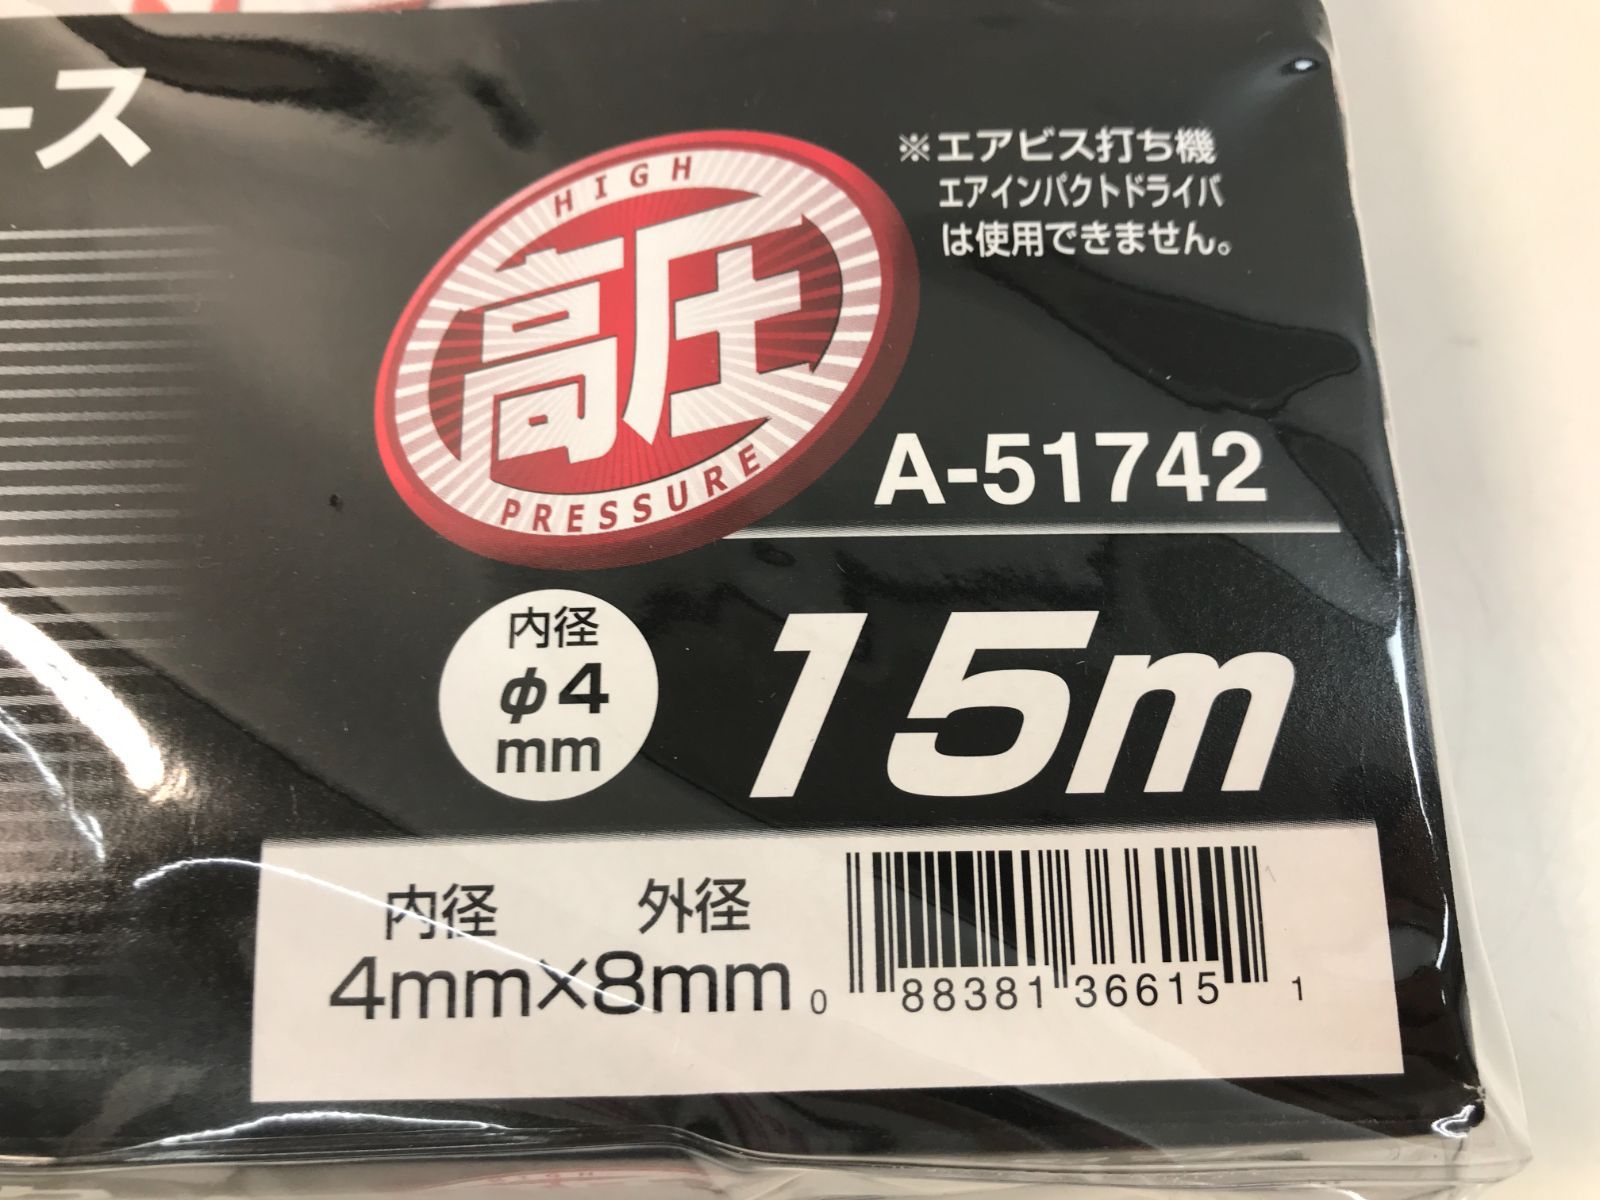 ース
※エアビス打ち機
エアインパクトドライバ
は使用できません。
HIGH
高圧
PRESSURE
A-51742
内径
φ4
mm
15m
内径 外径
4mm×8mm
0 88381 36615 1